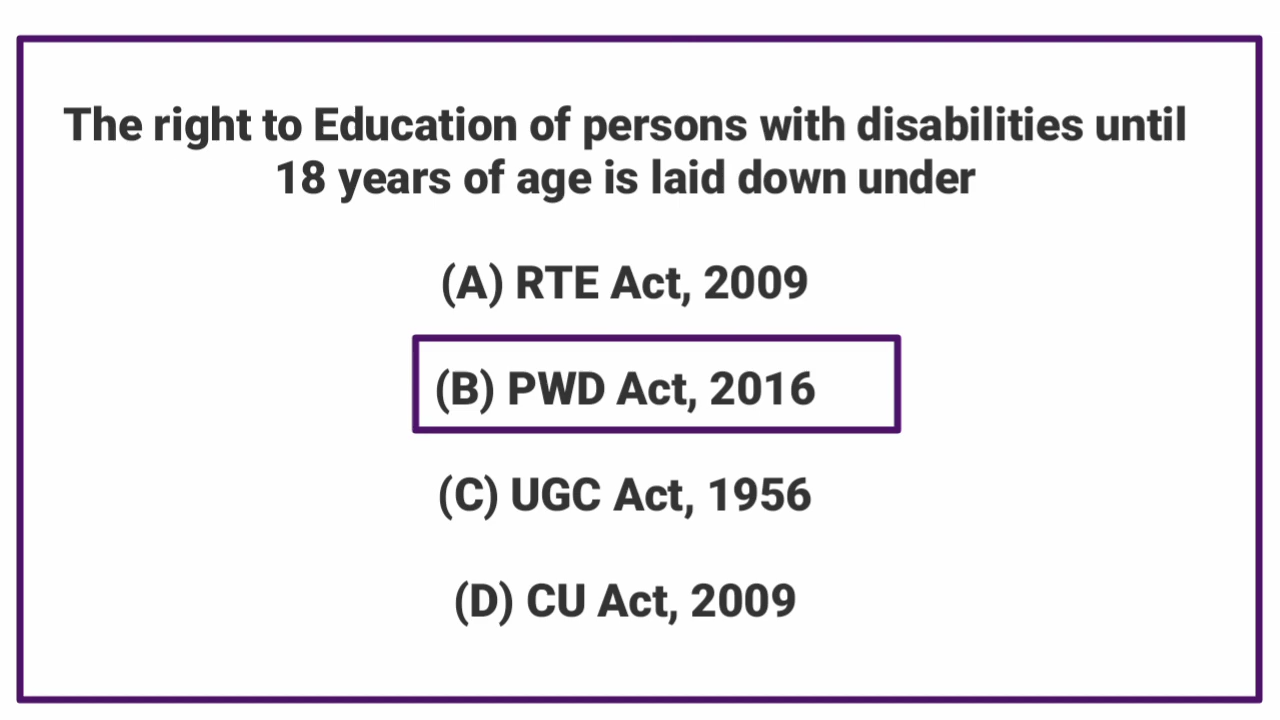 The right to Education of persons with disabilities until
18 years of age is laid down under
(A) RTE Act, 2009
(B) PWD Act, 2016
(C) UGC Act, 1956
(D) CU Act, 2009